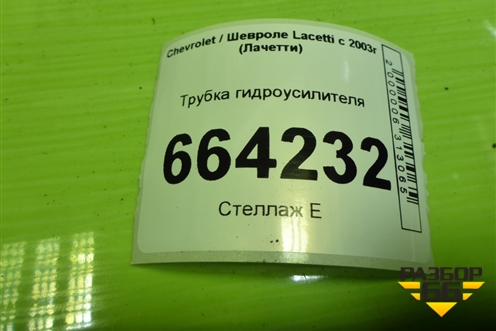 Chevrolet / Шевроле Lacetti с 2003г
(Лачетти)
Трубка гидроусилителя
664232
Стеллаж Е
2000006313065
РАЗБОР
66